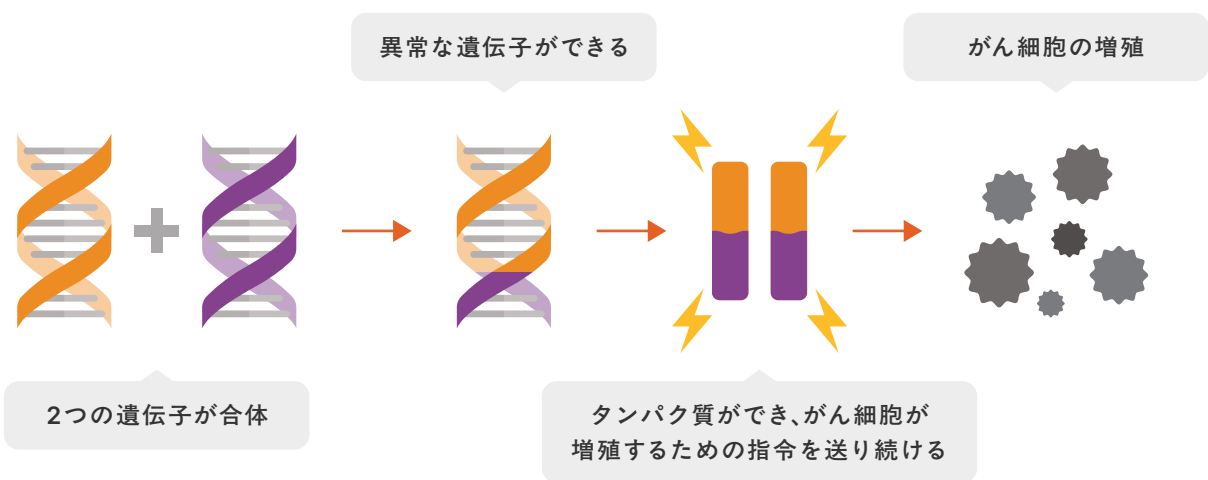 2つの遺伝子が合体
異常な遺伝子ができる
タンパク質ができ、がん細胞が
増殖するための指令を送り続ける
がん細胞の増殖